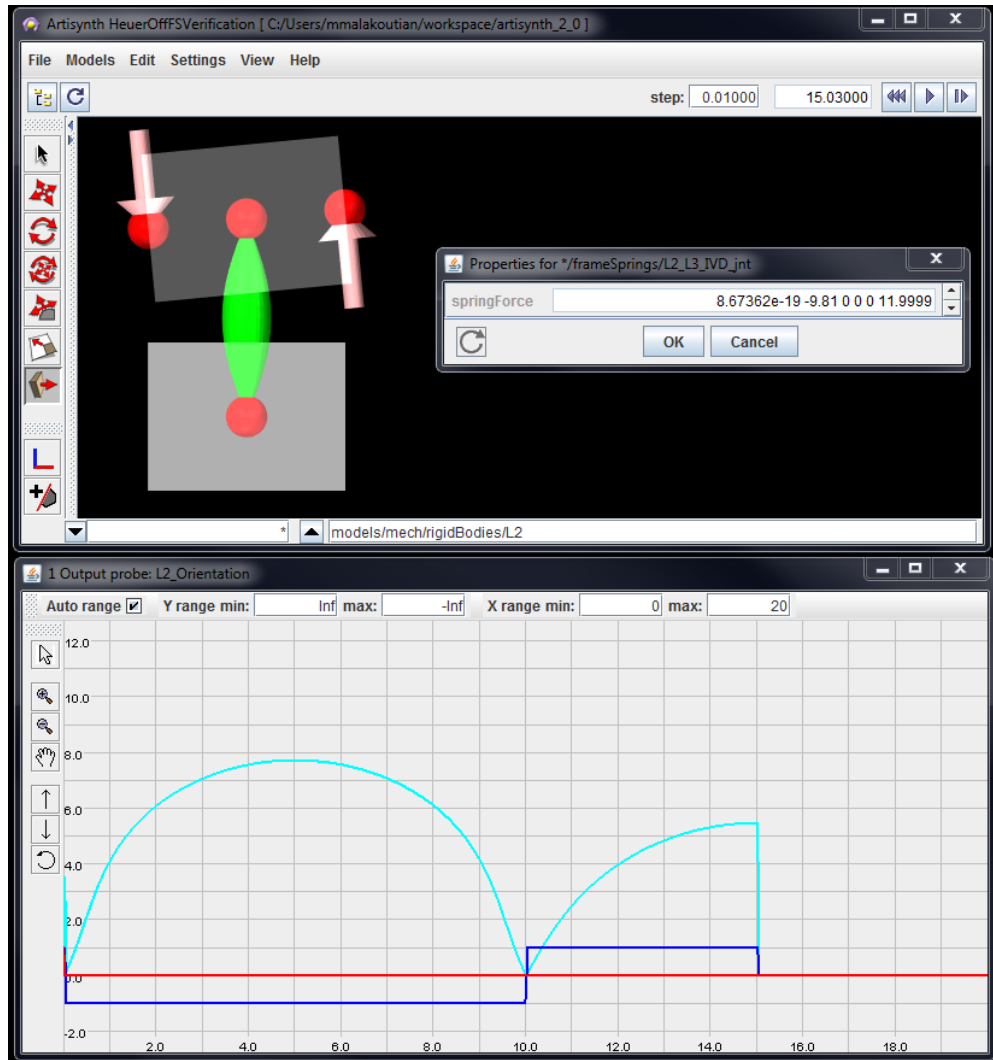 Artisynth HeuerOffFSVerification [ C:/Users/mmalakoutian/workspace/artisynth_2_0 ]
File Models Edit Settings View Help
step: 0.01000 15.03000
Properties for */frameSprings/L2_L3_IVD_jnt
springForce 8.67362e-19 -9.81 0 0 0 11.9999
OK Cancel
* models/mech/rigidBodies/L2
1 Output probe: L2_Orientation
Auto range Y range min: Inf max: -Inf X range min: 0 max: 20
12.0
10.0
8.0
6.0
4.0
2.0
0.0
-2.0
2.0 4.0 6.0 8.0 10.0 12.0 14.0 16.0 18.0